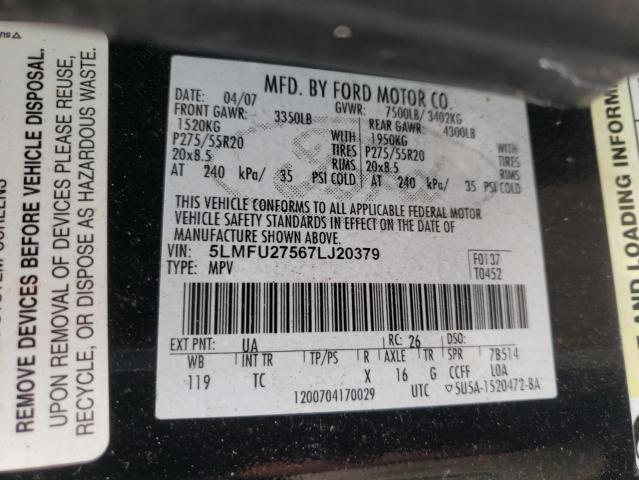 MFD. BY FORD MOTOR CO.
DATE: 04/07 GVWR: 7500LB/ 3402KG
FRONT GAWR: 3350LB REAR GAWR: 4300LB
1520KG 1950KG
P275/55R20 TIRES P275/55R20 TIRES
20x8.5 RIMS 20x8.5 RIMS
AT 240 kPa/ 35 PSI COLD AT 240 kPa/ 35 PSI COLD
THIS VEHICLE CONFORMS TO ALL APPLICABLE FEDERAL MOTOR
VEHICLE SAFETY STANDARDS IN EFFECT ON THE DATE OF
MANUFACTURE SHOWN ABOVE.
VIN: 5LMFU27567LJ20379
TYPE: MPV
F0137
T0452
EXT PNT: UA RC: 26 DSO:
WB INT TR TP/PS R AXLE TR SPR 7B514
119 TC X 16 G CCFF L0A
1200704170029 UTC ▽5U5A-1520472-BA
REMOVE DEVICES BEFORE VEHICLE DISPOSAL.
UPON REMOVAL OF DEVICES PLEASE REUSE,
RECYCLE, OR DISPOSE AS HAZARDOUS WASTE.
E AND LOADING INFORM